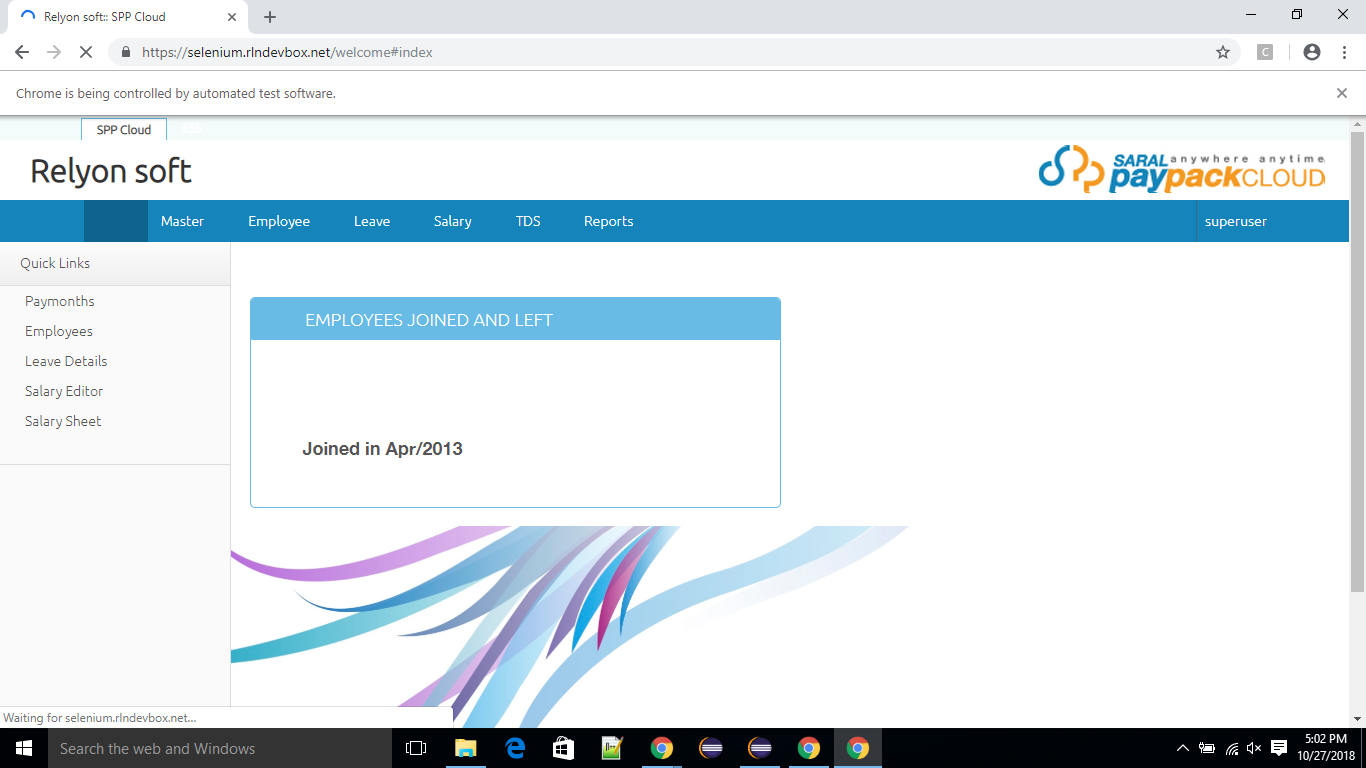 Relyon soft:: SPP Cloud
https://selenium.rlndevbox.net/welcome#index
C
Chrome is being controlled by automated test software.
SPP Cloud
Relyon soft
SARAL anywhere anytime
paypackCLOUD
Master Employee Leave Salary TDS Reports superuser
Quick Links
Paymonths
Employees
Leave Details
Salary Editor
Salary Sheet
EMPLOYEES JOINED AND LEFT
Joined in Apr/2013
Waiting for selenium.rlndevbox.net...
Search the web and Windows
5:02 PM
10/27/2018